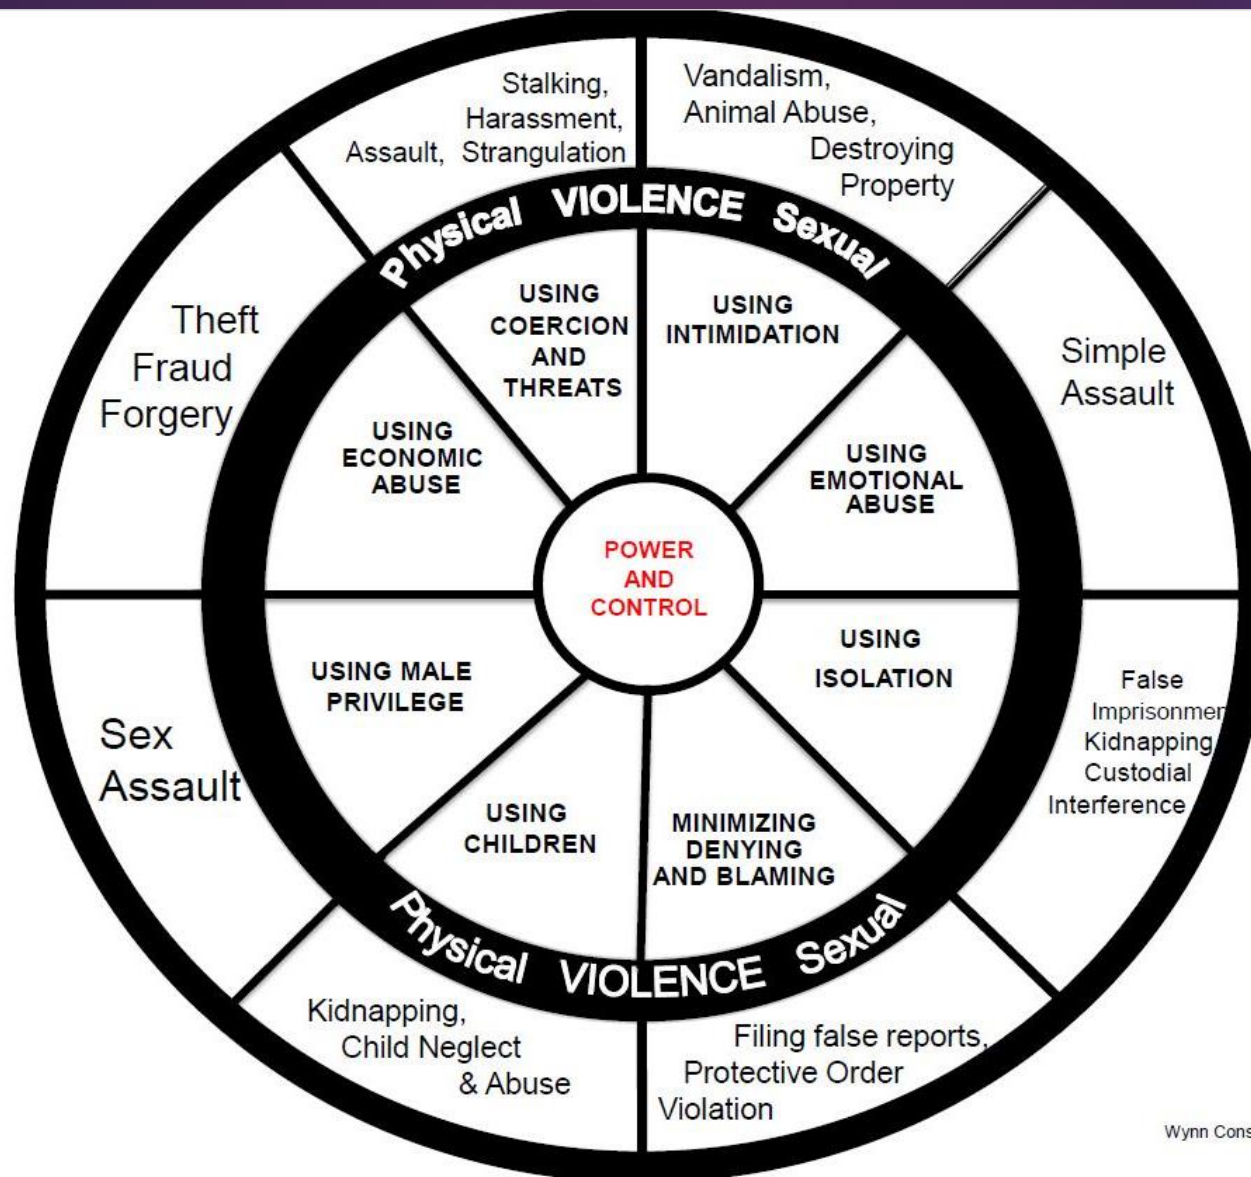 Stalking,
Harassment,
Assault, Strangulation
Vandalism,
Animal Abuse,
Destroying
Property
Simple
Assault
False
Imprisonmen
Kidnapping,
Custodial
Interference
Filing false reports,
Protective Order
Violation
Kidnapping,
Child Neglect
& Abuse
Sex
Assault
Theft
Fraud
Forgery
Physical VIOLENCE Sexual
USING
COERCION
AND
THREATS
USING
INTIMIDATION
USING
EMOTIONAL
ABUSE
USING
ISOLATION
MINIMIZING
DENYING
AND BLAMING
USING
CHILDREN
USING MALE
PRIVILEGE
USING
ECONOMIC
ABUSE
POWER
AND
CONTROL
Physical VIOLENCE Sexual
Wynn Cons